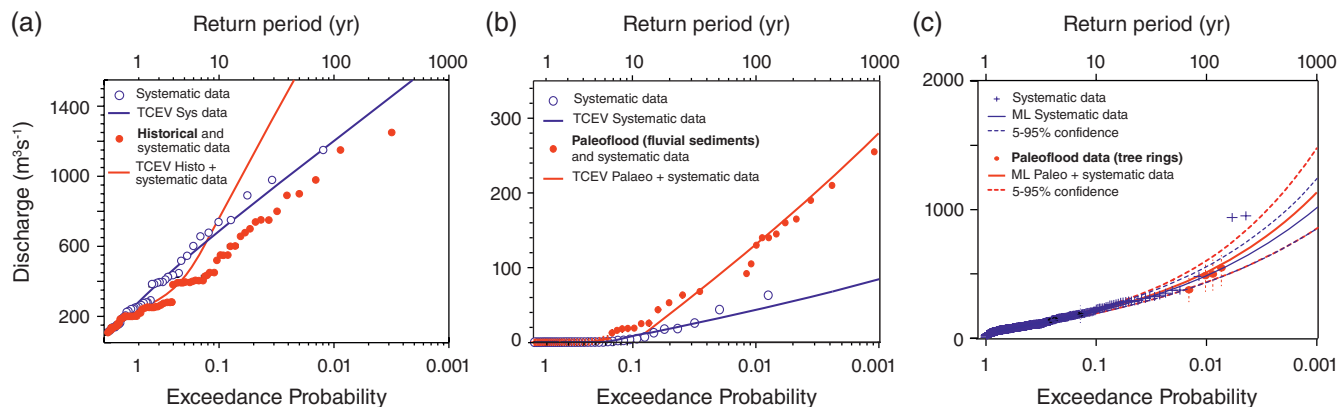 (a)
Return period (yr)
1 10 100 1000
Systematic data
TCEV Sys data
Historical and
systematic data
TCEV Histo +
systematic data
Discharge (m³s⁻¹)
1400
1000
600
200
1 0.1 0.01 0.001
Exceedance Probability
(b)
Return period (yr)
1 10 100 1000
Systematic data
TCEV Systematic data
Paleoflood (fluvial sediments)
and systematic data
TCEV Palaeo + systematic data
300
200
100
0
1 0.1 0.01 0.001
Exceedance Probability
(c)
Return period (yr)
1 10 100 1000
Systematic data
ML Systematic data
5-95% confidence
Paleoflood data (tree rings)
ML Paleo + systematic data
5-95% confidence
2000
1000
0
1 0.1 0.01 0.001
Exceedance Probability